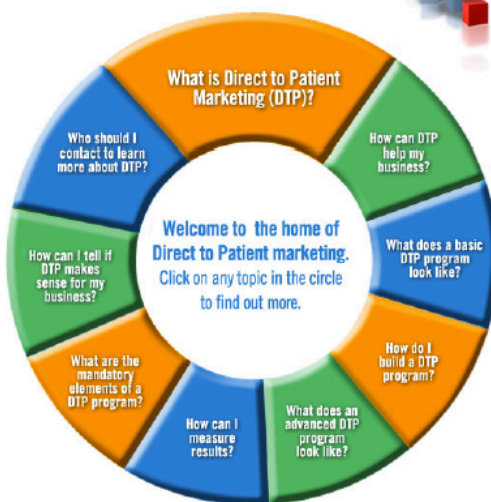 What is Direct to Patient
Marketing (DTP)?
How can DTP
help my
business?
What does a basic
DTP program
look like?
How do I
build a DTP
program?
What does an
advanced DTP
program
look like?
How can I
measure
results?
What are the
mandatory
elements of a
DTP program?
How can I tell if
DTP makes
sense for my
business?
Who should I
contact to learn
more about DTP?
Welcome to the home of
Direct to Patient marketing.
Click on any topic in the circle
to find out more.